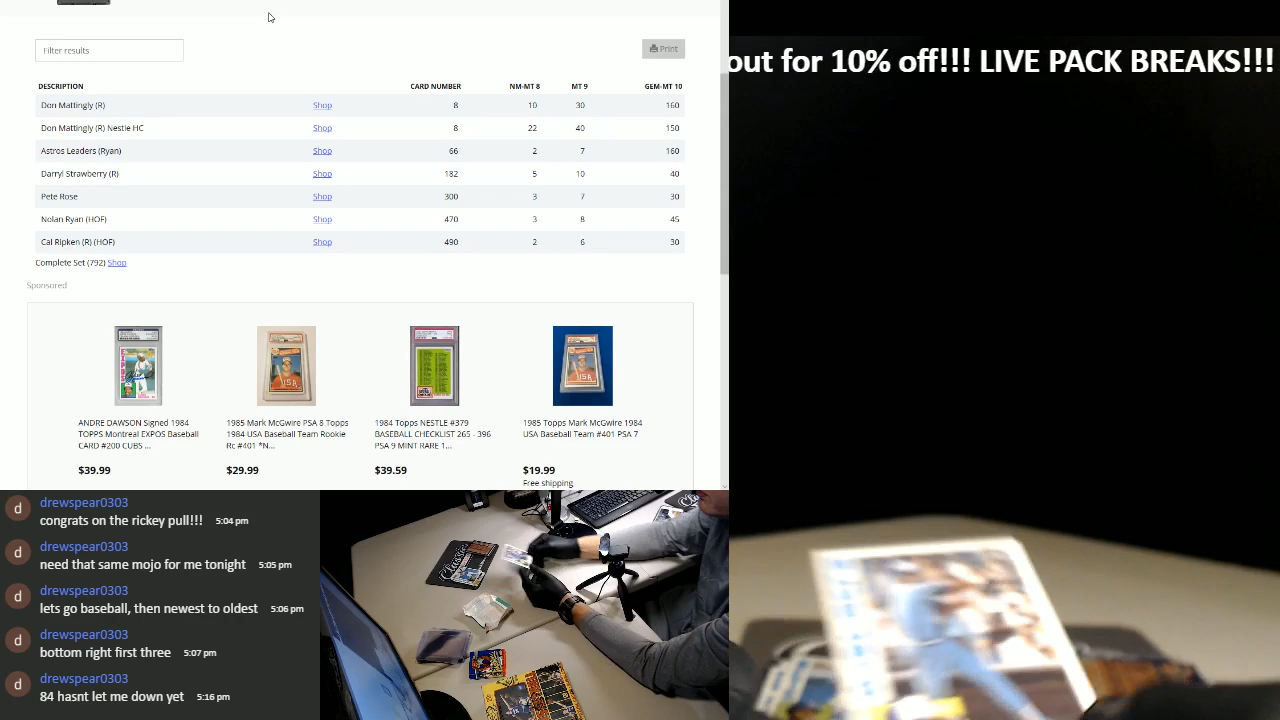 out for 10% off!!! LIVE PACK BREAKS!!!
Filter results
Print
DESCRIPTION CARD NUMBER NM-MT 8 MT 9 GEM-MT 10
Don Mattingly (R) Shop 8 10 30 160
Don Mattingly (R) Nestle HC Shop 8 22 40 150
Astros Leaders (Ryan) Shop 66 2 7 160
Darryl Strawberry (R) Shop 182 5 10 40
Pete Rose Shop 300 3 7 30
Nolan Ryan (HOF) Shop 470 3 8 45
Cal Ripken (R) (HOF) Shop 490 2 6 30
Complete Set (792) Shop
Sponsored
USA
USA
ANDRE DAWSON Signed 1984
TOPPS Montreal EXPOS Baseball
CARD #200 CUBS ...
$39.99
1985 Mark McGwire PSA 8 Topps
1984 USA Baseball Team Rookie
Rc #401 *N...
$29.99
1984 Topps NESTLE #379
BASEBALL CHECKLIST 265 - 396
PSA 9 MINT RARE 1...
$39.59
1985 Topps Mark McGwire 1984
USA Baseball Team #401 PSA 7
$19.99
Free shipping
d
drewspear0303
congrats on the rickey pull!!! 5:04 pm
d
drewspear0303
need that same mojo for me tonight 5:05 pm
d
drewspear0303
lets go baseball, then newest to oldest 5:06 pm
d
drewspear0303
bottom right first three 5:07 pm
d
drewspear0303
84 hasnt let me down yet 5:16 pm